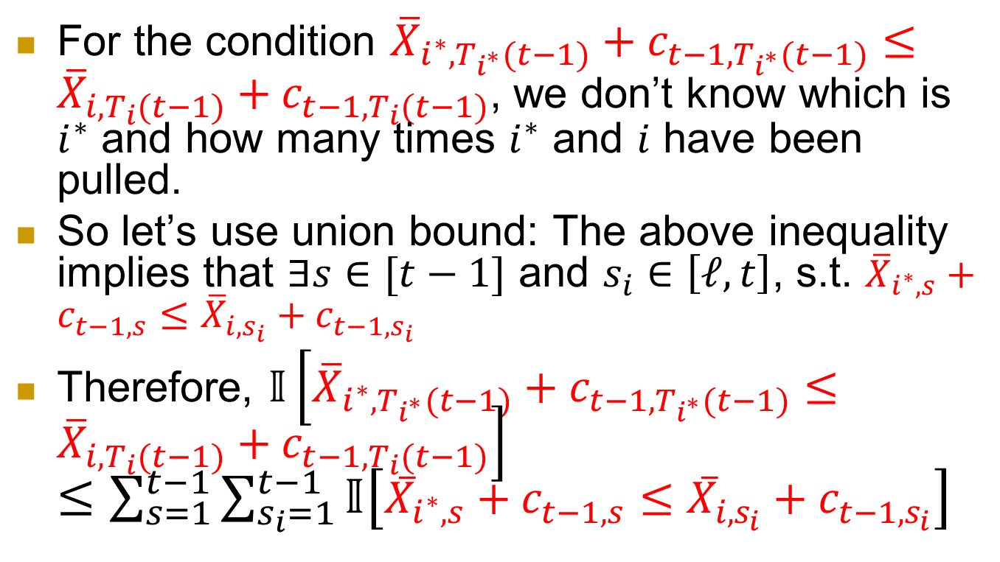 ■ For the condition $\bar{X}_{i^*,T_{i^*}(t-1)} + c_{t-1,T_{i^*}(t-1)} \leq$
$\bar{X}_{i,T_i(t-1)} + c_{t-1,T_i(t-1)}$, we don’t know which is
$i^*$ and how many times $i^*$ and $i$ have been
pulled.
■ So let’s use union bound: The above inequality
implies that $\exists s \in [t-1]$ and $s_i \in [\ell, t]$, s.t. $\bar{X}_{i^*,s} +$
$c_{t-1,s} \leq \bar{X}_{i,s_i} + c_{t-1,s_i}$
■ Therefore, $\mathbb{I}\Big[\bar{X}_{i^*,T_{i^*}(t-1)} + c_{t-1,T_{i^*}(t-1)} \leq$
$\bar{X}_{i,T_i(t-1)} + c_{t-1,T_i(t-1)}\Big]$
$\leq \sum_{s=1}^{t-1} \sum_{s_i=1}^{t-1} \mathbb{I}\big[\bar{X}_{i^*,s} + c_{t-1,s} \leq \bar{X}_{i,s_i} + c_{t-1,s_i}\big]$